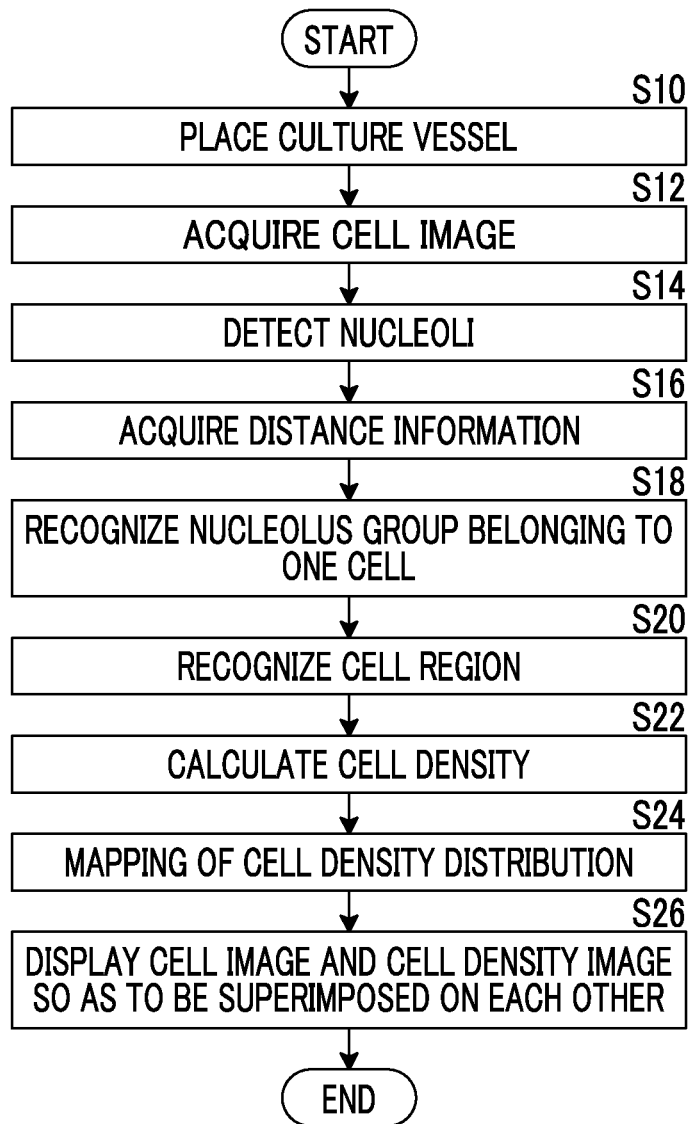 START
S10
PLACE CULTURE VESSEL
S12
ACQUIRE CELL IMAGE
S14
DETECT NUCLEOLI
S16
ACQUIRE DISTANCE INFORMATION
S18
RECOGNIZE NUCLEOLUS GROUP BELONGING TO
ONE CELL
S20
RECOGNIZE CELL REGION
S22
CALCULATE CELL DENSITY
S24
MAPPING OF CELL DENSITY DISTRIBUTION
S26
DISPLAY CELL IMAGE AND CELL DENSITY IMAGE
SO AS TO BE SUPERIMPOSED ON EACH OTHER
END